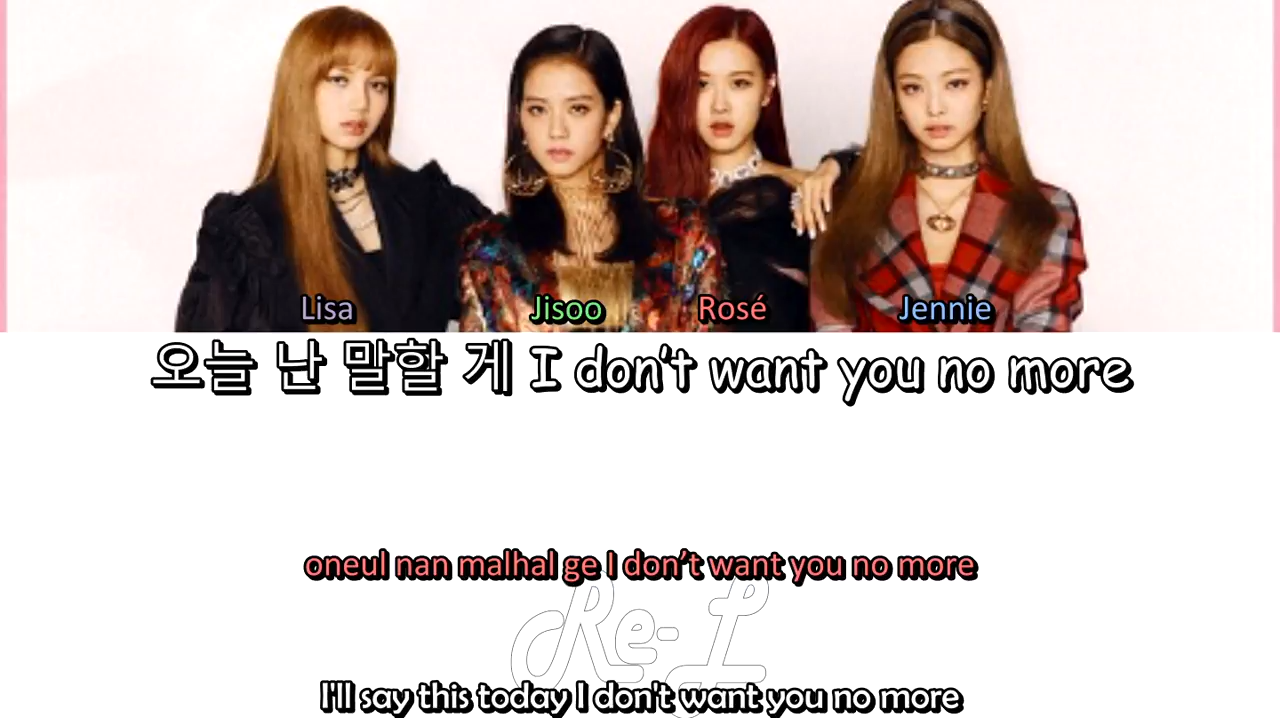 Lisa Jisoo Rosé Jennie
오늘 난 말할 게 I don't want you no more
oneul nan malhal ge I don't want you no more
Re-L
I'll say this today I don't want you no more